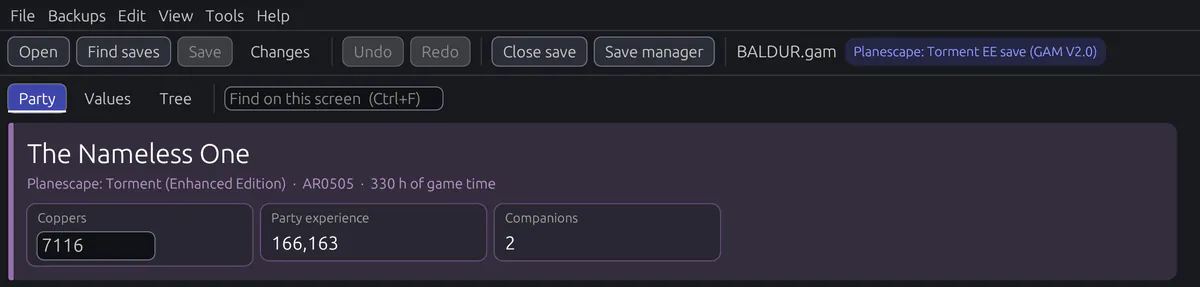 File Backups Edit View Tools Help
Open Find saves Save Changes Undo Redo Close save Save manager BALDUR.gam Planescape: Torment EE save (GAM V2.0)
Party Values Tree Find on this screen (Ctrl+F)
The Nameless One
Planescape: Torment (Enhanced Edition) · AR0505 · 330 h of game time
Coppers Party experience Companions
7116 166,163 2